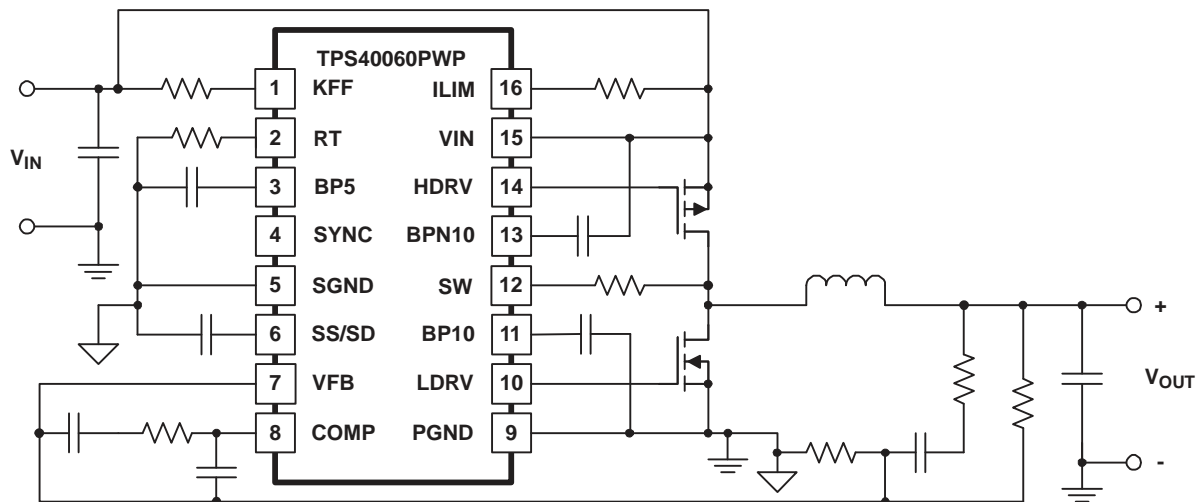 TPS40060PWP
1 KFF ILIM 16
2 RT VIN 15
3 BP5 HDRV 14
4 SYNC BPN10 13
5 SGND SW 12
6 SS/SD BP10 11
7 VFB LDRV 10
8 COMP PGND 9
VIN
+
VOUT
-